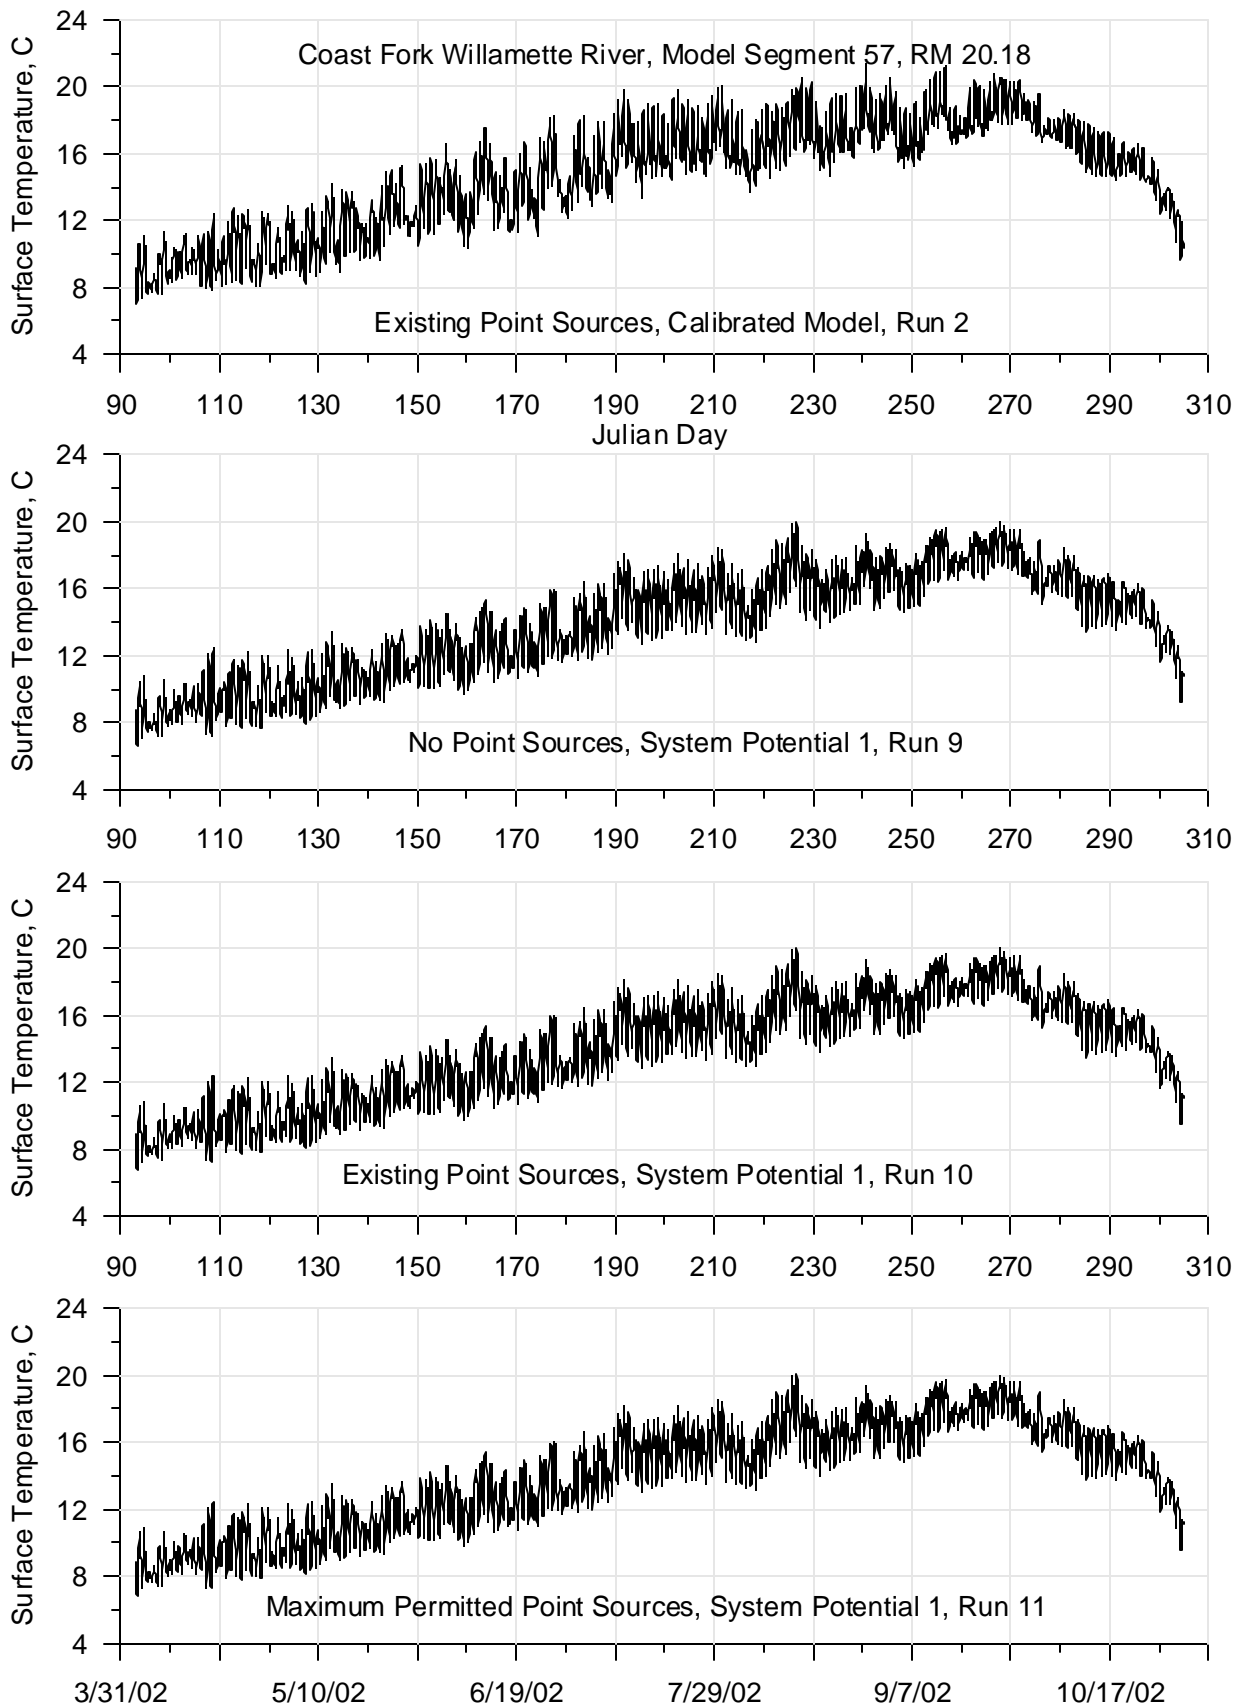 24
20
16
12
8
4
Surface Temperature, C
Coast Fork Willamette River, Model Segment 57, RM 20.18
Existing Point Sources, Calibrated Model, Run 2
90 110 130 150 170 190 210 230 250 270 290 310
Julian Day
24
20
16
12
8
4
Surface Temperature, C
No Point Sources, System Potential 1, Run 9
90 110 130 150 170 190 210 230 250 270 290 310
24
20
16
12
8
4
Surface Temperature, C
Existing Point Sources, System Potential 1, Run 10
90 110 130 150 170 190 210 230 250 270 290 310
24
20
16
12
8
4
Surface Temperature, C
Maximum Permitted Point Sources, System Potential 1, Run 11
3/31/02 5/10/02 6/19/02 7/29/02 9/7/02 10/17/02